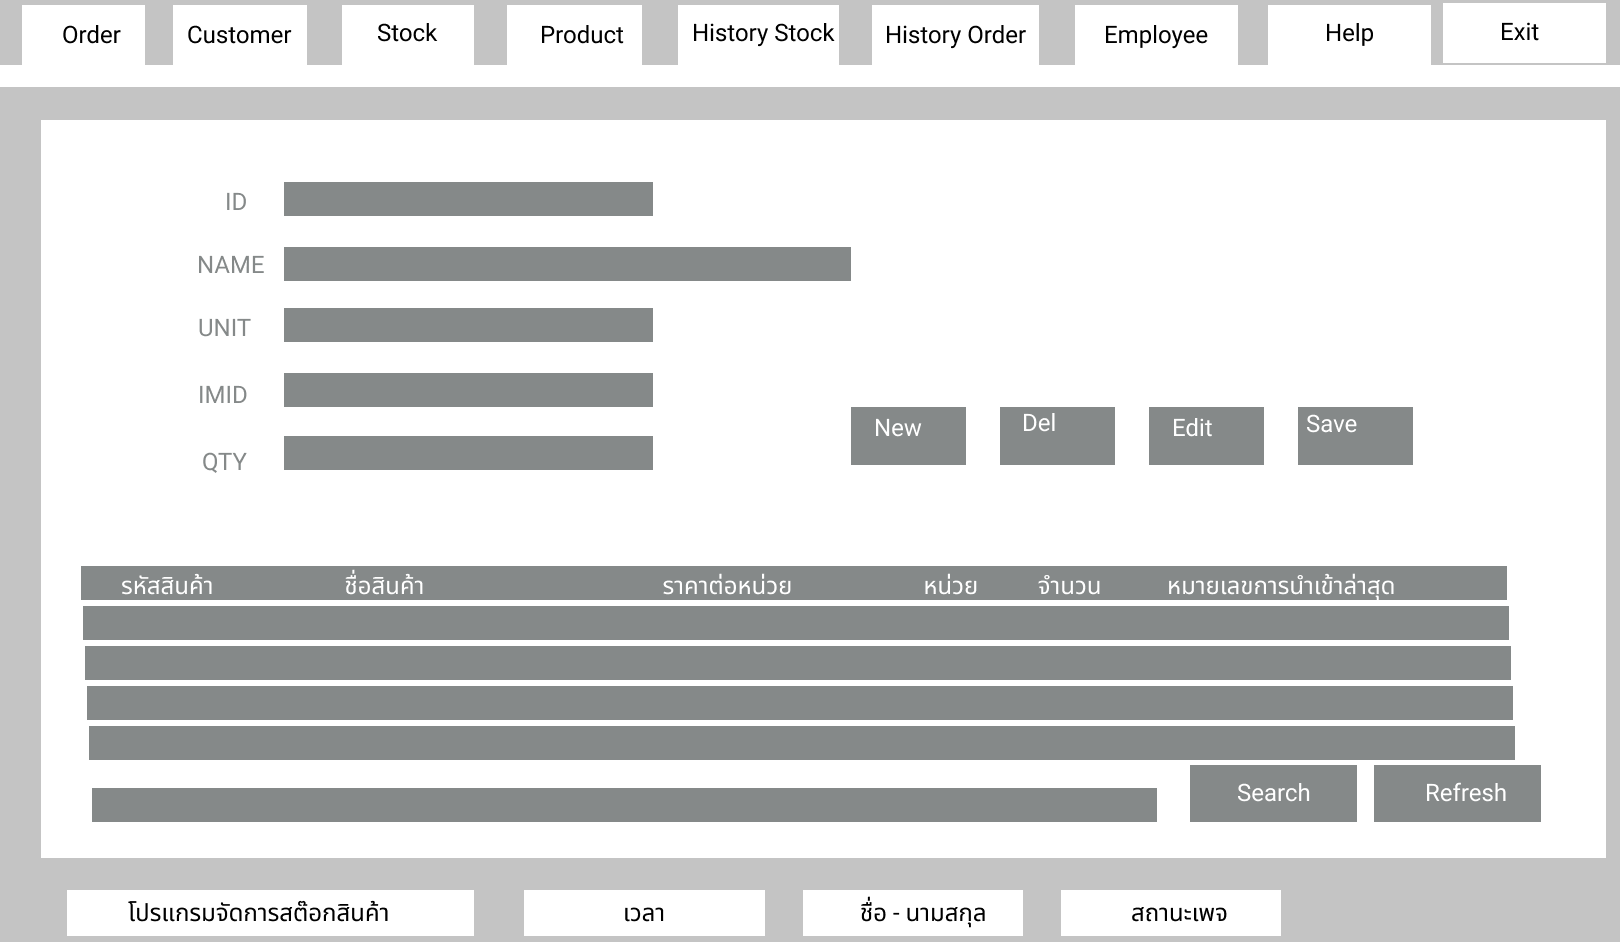 Order
Customer
Stock
Product
History Stock
History Order
Employee
Help
Exit
ID
NAME
UNIT
IMID
QTY
New
Del
Edit
Save
รหัสสินค้า
ชื่อสินค้า
ราคาต่อหน่วย
หน่วย
จำนวน
หมายเลขการนำเข้าล่าสุด
Search
Refresh
โปรแกรมจัดการสต๊อกสินค้า
เวลา
ชื่อ - นามสกุล
สถานะเพจ